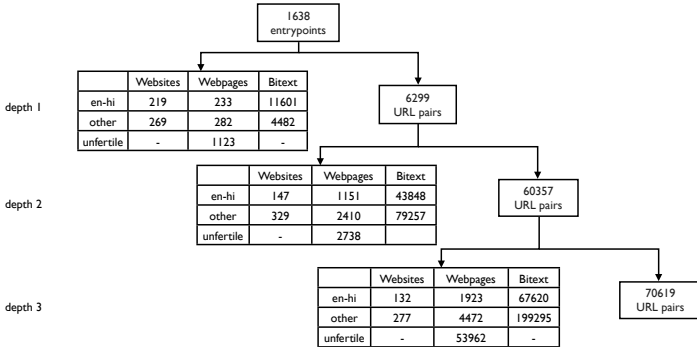 1638
entrypoints
Websites Webpages Bitext
depth 1
en-hi 219 233 11601
other 269 282 4482
unfertile - 1123 -
6299
URL pairs
Websites Webpages Bitext
depth 2
en-hi 147 1151 43848
other 329 2410 79257
unfertile - 2738
60357
URL pairs
Websites Webpages Bitext
depth 3
en-hi 132 1923 67620
other 277 4472 199295
unfertile - 53962 -
70619
URL pairs